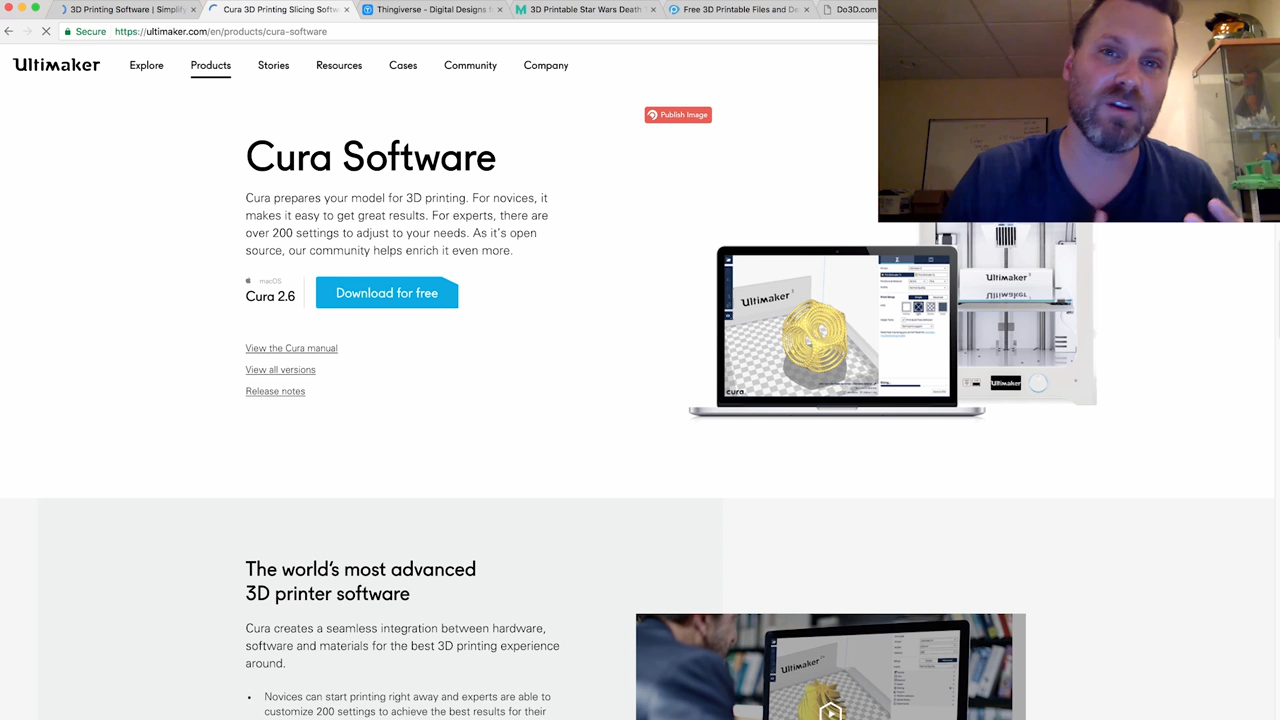 3D Printing Software | Simplify
Cura 3D Printing Slicing Softw
Thingiverse - Digital Designs f
3D Printable Star Wars Death
Free 3D Printable Files and De
Do3D.com
Secure
https://ultimaker.com/en/products/cura-software
Ultimaker
Explore
Products
Stories
Resources
Cases
Community
Company
Publish Image
Cura Software
Cura prepares your model for 3D printing. For novices, it
makes it easy to get great results. For experts, there are
over 200 settings to adjust to your needs. As it's open
source, our community helps enrich it even more.
macOS
Cura 2.6
Download for free
View the Cura manual
View all versions
Release notes
Ultimaker
cura
Ultimaker
Ultimaker
The world's most advanced
3D printer software
Cura creates a seamless integration between hardware,
software and materials for the best 3D printing experience
around.
• Novices can start printing right away and experts are able to
customize 200 settings to achieve the best results for their
Ultimaker